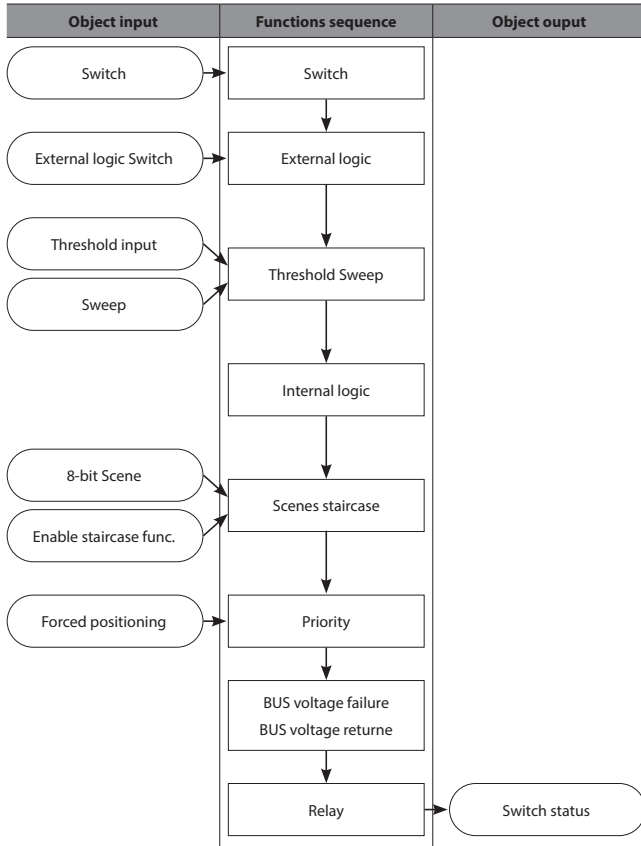 Object input Functions sequence Object ouput
Switch Switch
External logic Switch External logic
Threshold input
Threshold Sweep
Sweep
Internal logic
8-bit Scene
Scenes staircase
Enable staircase func.
Forced positioning Priority
BUS voltage failure
BUS voltage returne
Relay Switch status